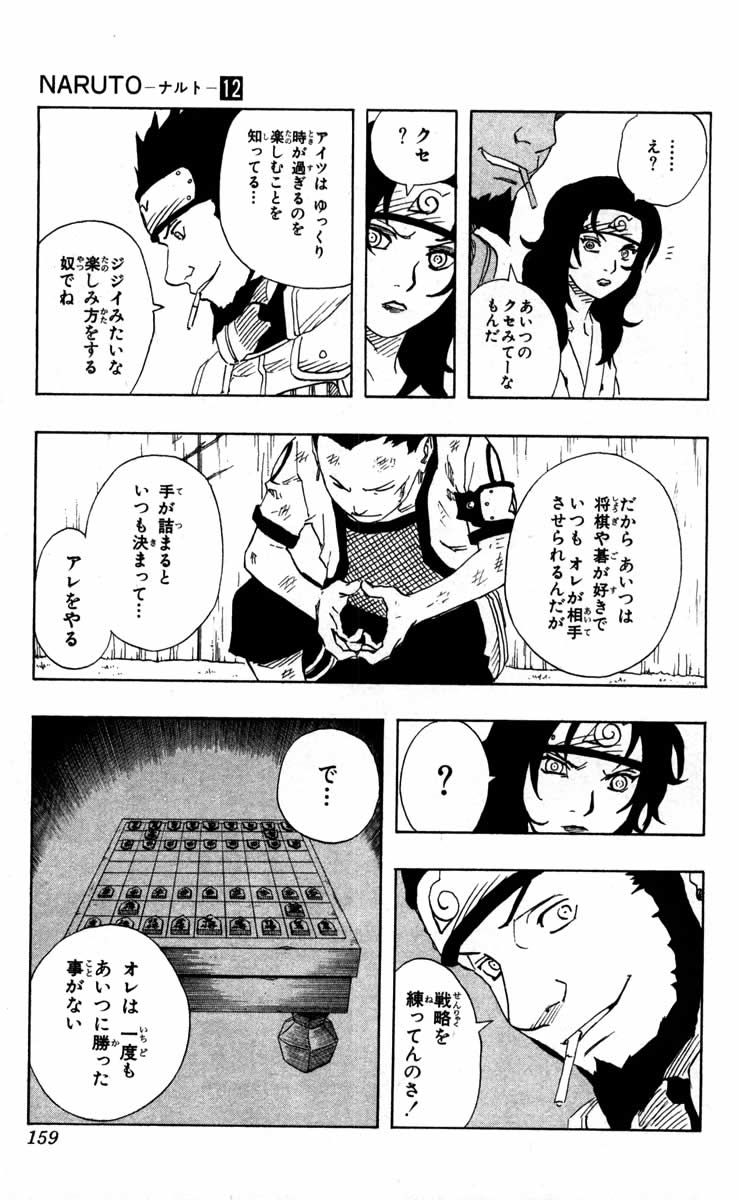 NARUTO—ナルト—12
……
え？
あいつの
クセみてーな
もんだ
クセ
？
アイツは ゆっくり
時が過ぎるのを
楽しむことを
知ってる…
ジジイみたいな
楽しみ方をする
奴でね
だから あいつは
将棋や碁が好きで
いつも オレが相手
させられるんだが
手が詰まると
いつも決まって…
アレをやる
？
戦略を
練ってんのさ！
で…
オレは 一度も
あいつに勝った
事がない
159